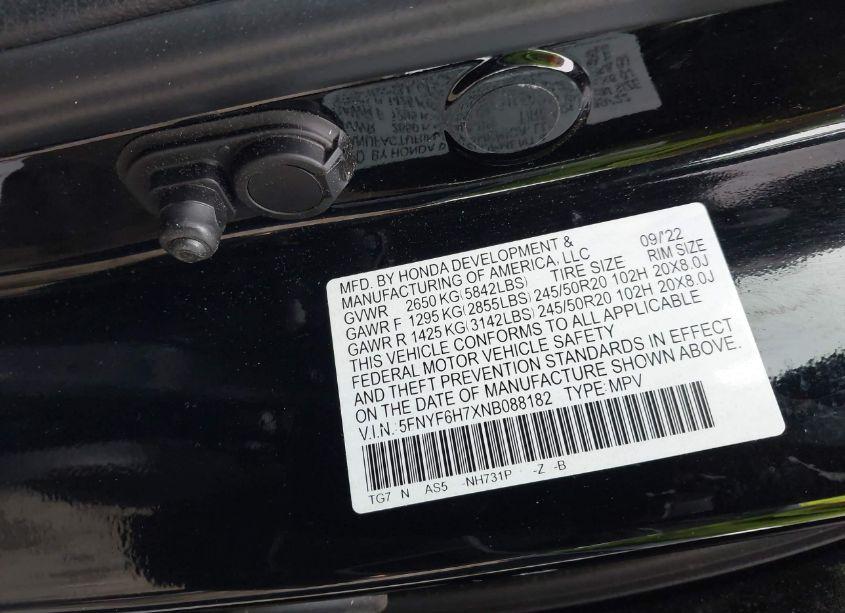 MFD. BY HONDA DEVELOPMENT & 09/'22
MANUFACTURING OF AMERICA, LLC
GVWR 2650 KG(5842LBS) TIRE SIZE RIM SIZE
GAWR F 1295 KG(2855LBS) 245/50R20 102H 20X8.0J
GAWR R 1425 KG(3142LBS) 245/50R20 102H 20X8.0J
THIS VEHICLE CONFORMS TO ALL APPLICABLE
FEDERAL MOTOR VEHICLE SAFETY
AND THEFT PREVENTION STANDARDS IN EFFECT
ON THE DATE OF MANUFACTURE SHOWN ABOVE.
V.I.N.:5FNYF6H7XNB088182 TYPE:MPV
TG7 N AS5 -NH731P -Z -B